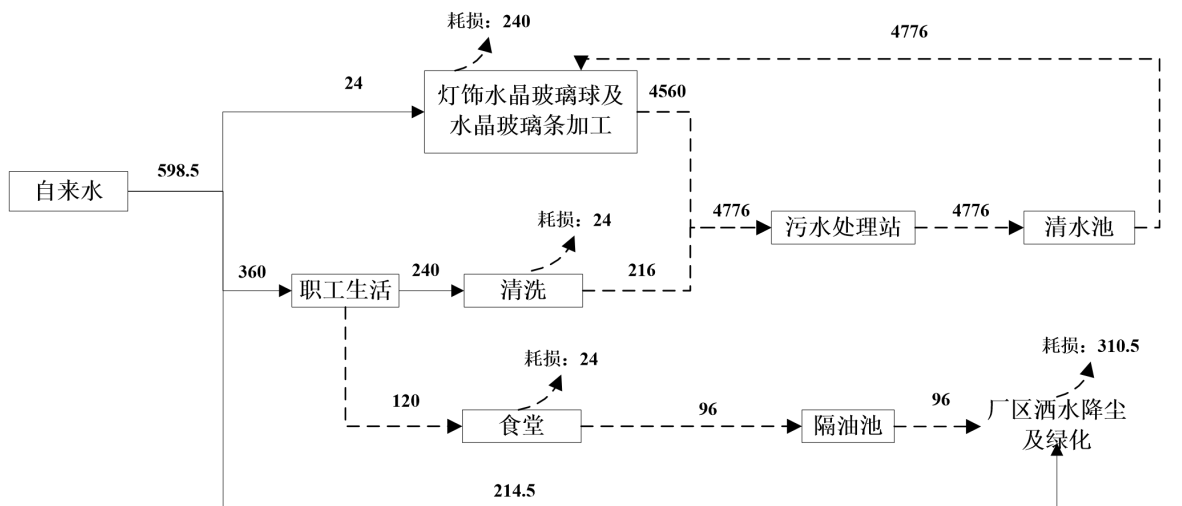 耗损：240
4776
24
灯饰水晶玻璃球及
水晶玻璃条加工
4560
598.5
自来水
耗损：24
4776
污水处理站
4776
清水池
360
职工生活
240
清洗
216
耗损：24
耗损：310.5
120
食堂
96
隔油池
96
厂区洒水降尘
及绿化
214.5